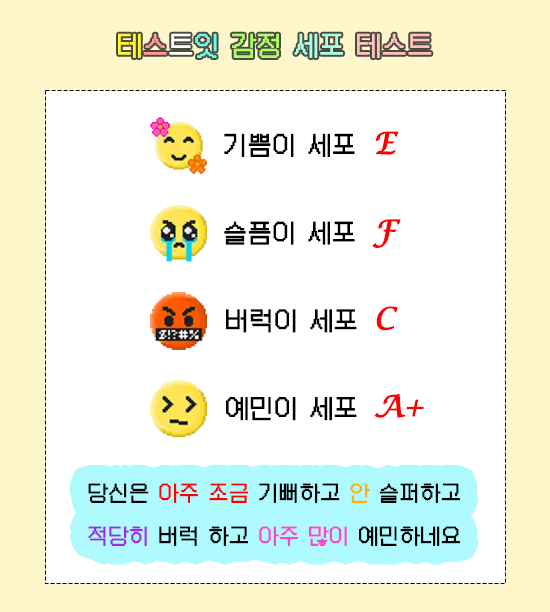 테스트잇 감정 세포 테스트
기쁨이 세포 E
슬픔이 세포 F
버럭이 세포 C
$!?#%
예민이 세포 A+
당신은 아주 조금 기뻐하고 안 슬퍼하고
적당히 버럭 하고 아주 많이 예민하네요